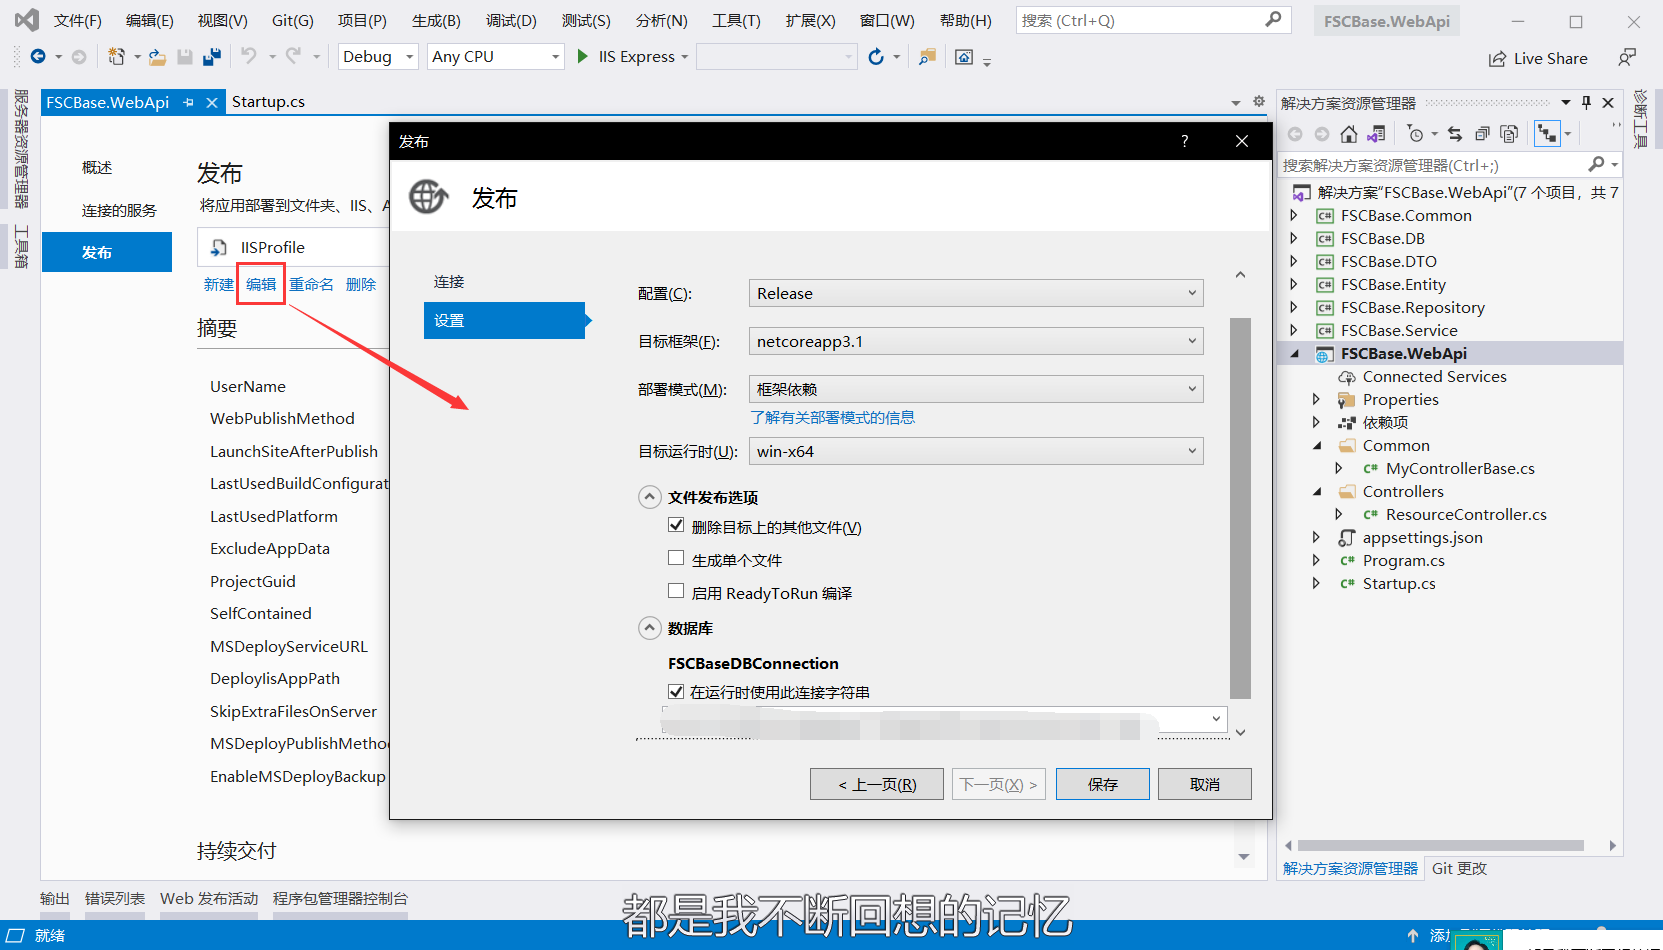 文件(F) 编辑(E) 视图(V) Git(G) 项目(P) 生成(B) 调试(D) 测试(S) 分析(N) 工具(T) 扩展(X) 窗口(W) 帮助(H) 搜索 (Ctrl+Q) FSCBase.WebApi
Debug Any CPU IIS Express Live Share
服务器资源管理器
工具箱
FSCBase.WebApi Startup.cs
概述
连接的服务
发布
发布
将应用部署到文件夹、IIS、A
IISProfile
新建 编辑 重命名 删除
摘要
UserName
WebPublishMethod
LaunchSiteAfterPublish
LastUsedBuildConfigurat
LastUsedPlatform
ExcludeAppData
ProjectGuid
SelfContained
MSDeployServiceURL
DeployIisAppPath
SkipExtraFilesOnServer
MSDeployPublishMetho
EnableMSDeployBackup
持续交付
发布 ?
发布
连接
设置
配置(C): Release
目标框架(F): netcoreapp3.1
部署模式(M): 框架依赖
了解有关部署模式的信息
目标运行时(U): win-x64
文件发布选项
删除目标上的其他文件(V)
生成单个文件
启用 ReadyToRun 编译
数据库
FSCBaseDBConnection
在运行时使用此连接字符串
< 上一页(R) 下一页(X) > 保存 取消
解决方案资源管理器
搜索解决方案资源管理器(Ctrl+;)
解决方案“FSCBase.WebApi”(7 个项目，共 7
C# FSCBase.Common
C# FSCBase.DB
C# FSCBase.DTO
C# FSCBase.Entity
C# FSCBase.Repository
C# FSCBase.Service
FSCBase.WebApi
Connected Services
Properties
依赖项
Common
C# MyControllerBase.cs
Controllers
C# ResourceController.cs
appsettings.json
C# Program.cs
C# Startup.cs
解决方案资源管理器 Git 更改
诊断工具
输出 错误列表 Web 发布活动 程序包管理器控制台
都是我不断回想的记忆
就绪 添加